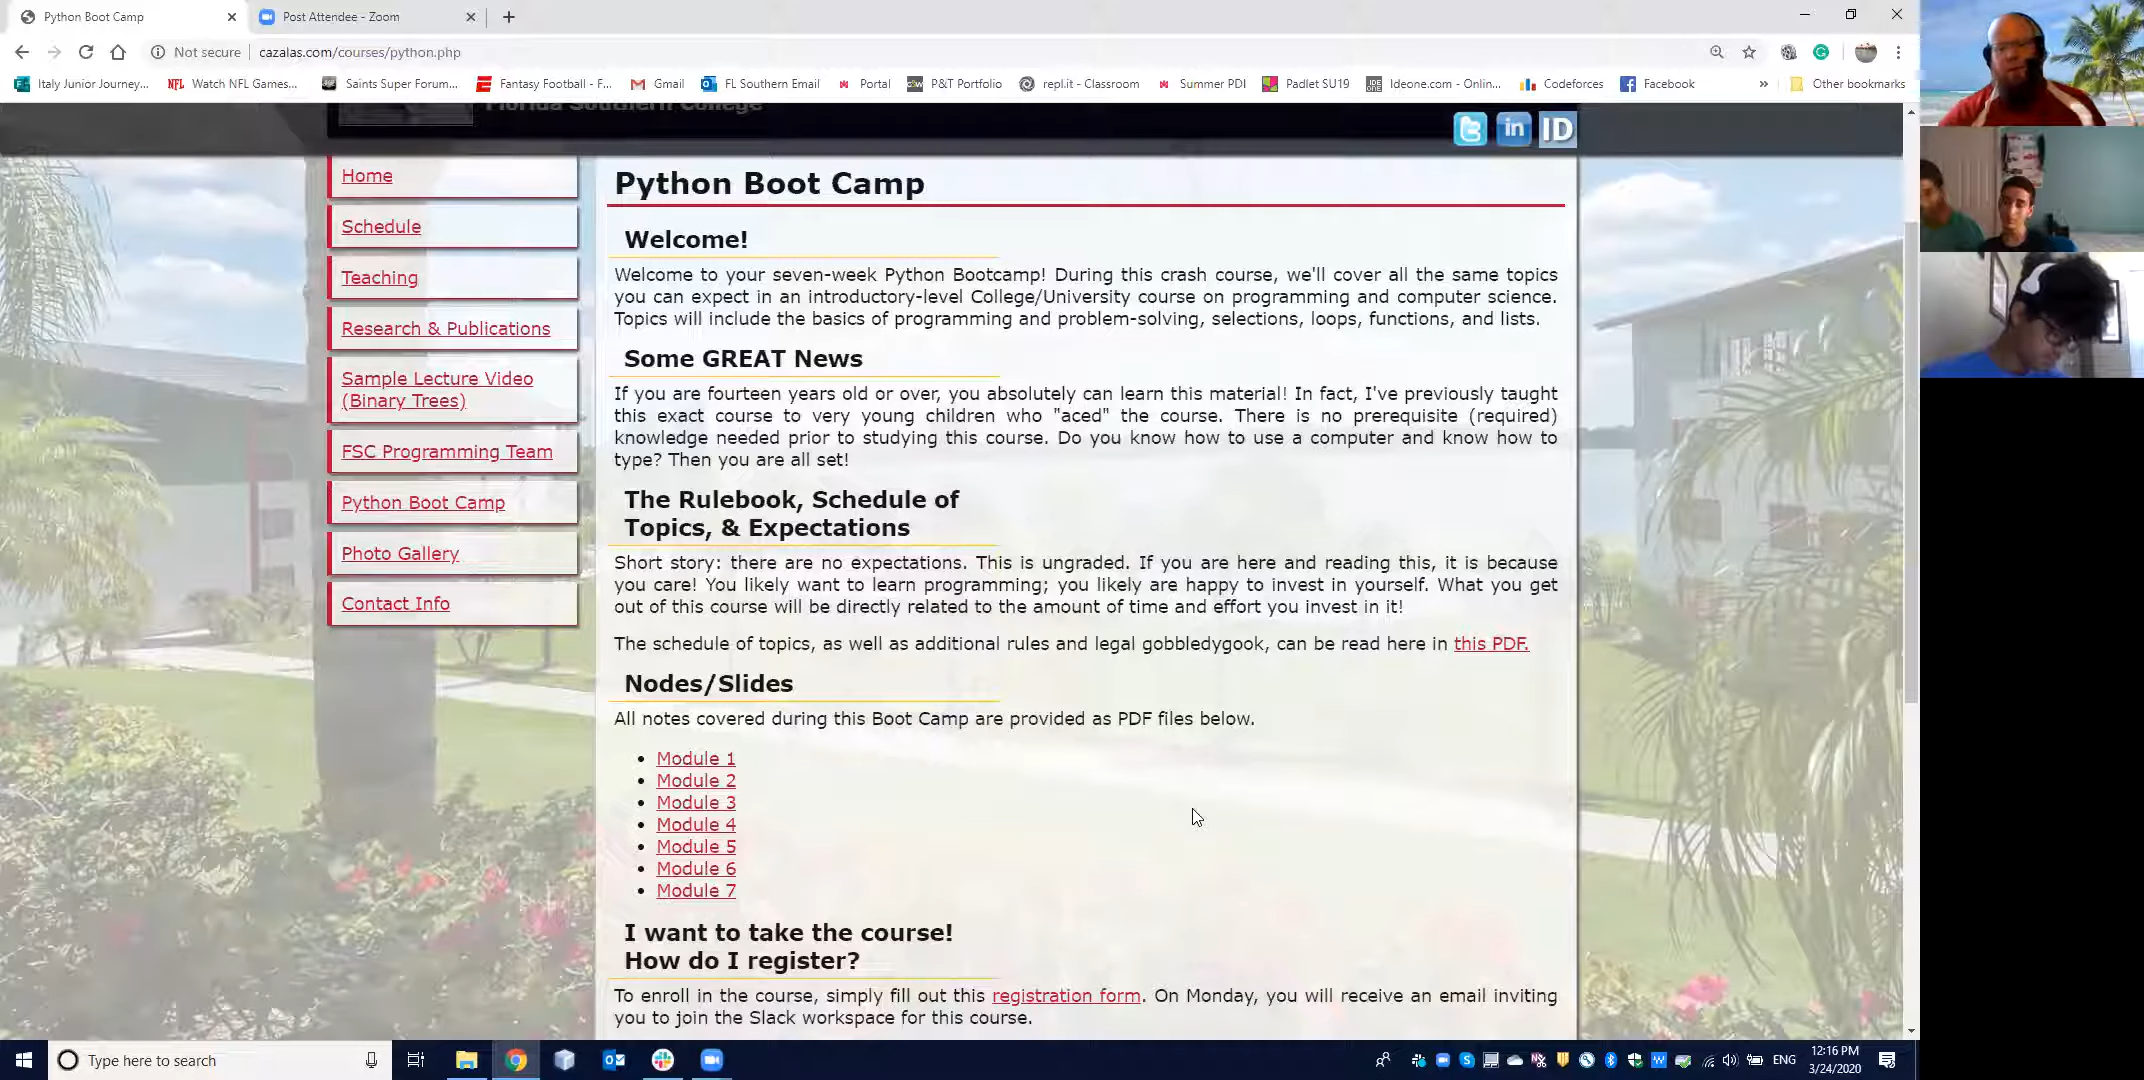 Python Boot Camp
Post Attendee - Zoom
Not secure
cazalas.com/courses/python.php
Italy Junior Journey...
Watch NFL Games...
Saints Super Forum...
Fantasy Football - F...
Gmail
FL Southern Email
Portal
P&T Portfolio
repl.it - Classroom
Summer PDI
Padlet SU19
Ideone.com - Onlin...
Codeforces
Facebook
»
Other bookmarks
Florida Southern College
in
ID
Home
Schedule
Teaching
Research & Publications
Sample Lecture Video
(Binary Trees)
FSC Programming Team
Python Boot Camp
Photo Gallery
Contact Info
Python Boot Camp
Welcome!
Welcome to your seven-week Python Bootcamp! During this crash course, we'll cover all the same topics
you can expect in an introductory-level College/University course on programming and computer science.
Topics will include the basics of programming and problem-solving, selections, loops, functions, and lists.
Some GREAT News
If you are fourteen years old or over, you absolutely can learn this material! In fact, I've previously taught
this exact course to very young children who "aced" the course. There is no prerequisite (required)
knowledge needed prior to studying this course. Do you know how to use a computer and know how to
type? Then you are all set!
The Rulebook, Schedule of
Topics, & Expectations
Short story: there are no expectations. This is ungraded. If you are here and reading this, it is because
you care! You likely want to learn programming; you likely are happy to invest in yourself. What you get
out of this course will be directly related to the amount of time and effort you invest in it!
The schedule of topics, as well as additional rules and legal gobbledygook, can be read here in this PDF.
Nodes/Slides
All notes covered during this Boot Camp are provided as PDF files below.
• Module 1
• Module 2
• Module 3
• Module 4
• Module 5
• Module 6
• Module 7
I want to take the course!
How do I register?
To enroll in the course, simply fill out this registration form. On Monday, you will receive an email inviting
you to join the Slack workspace for this course.
Type here to search
ENG
12:16 PM
3/24/2020